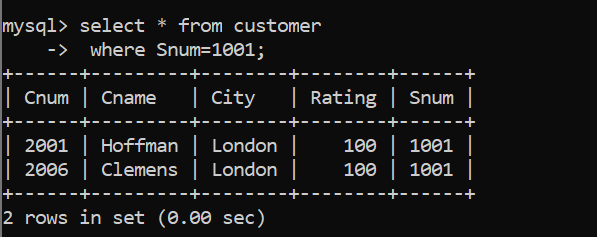 mysql> select * from customer
    ->  where Snum=1001;
+------+---------+--------+--------+------+
| Cnum | Cname   | City   | Rating | Snum |
+------+---------+--------+--------+------+
| 2001 | Hoffman | London |    100 | 1001 |
| 2006 | Clemens | London |    100 | 1001 |
+------+---------+--------+--------+------+
2 rows in set (0.00 sec)